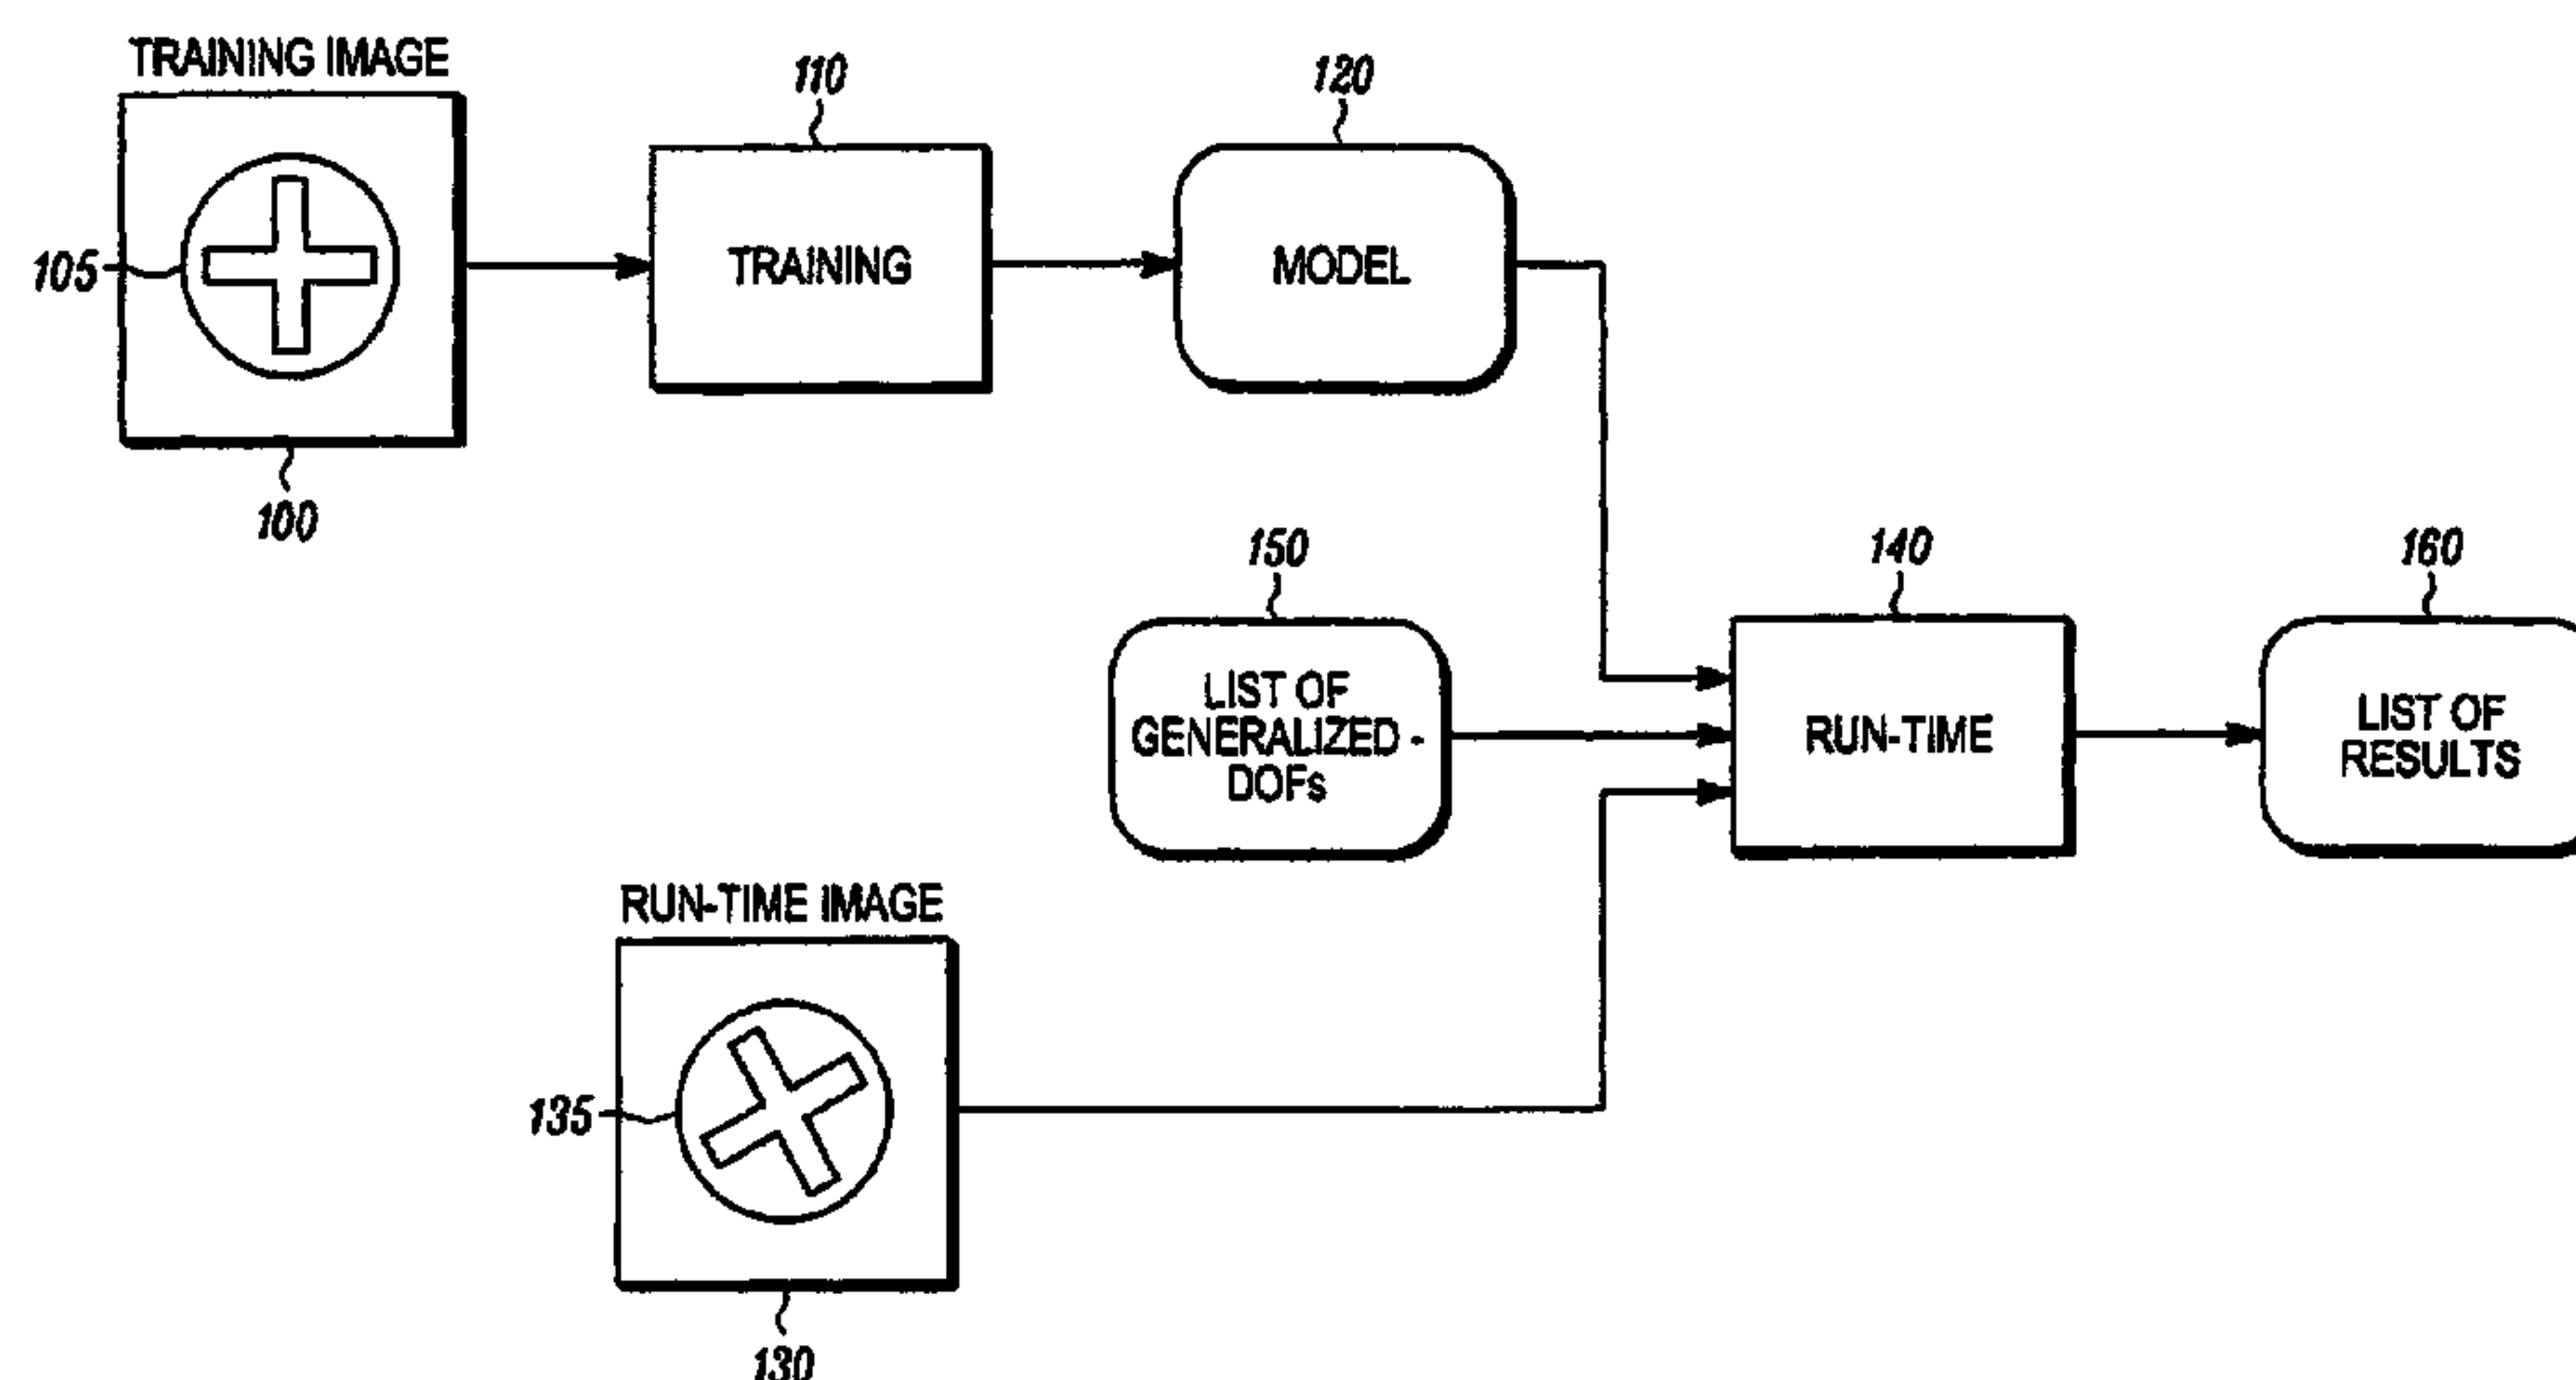 TRAINING IMAGE
110
120
105
TRAINING
MODEL
100
150
140
160
LIST OF
GENERALIZED -
DOFs
RUN-TIME
LIST OF
RESULTS
RUN-TIME IMAGE
135
130